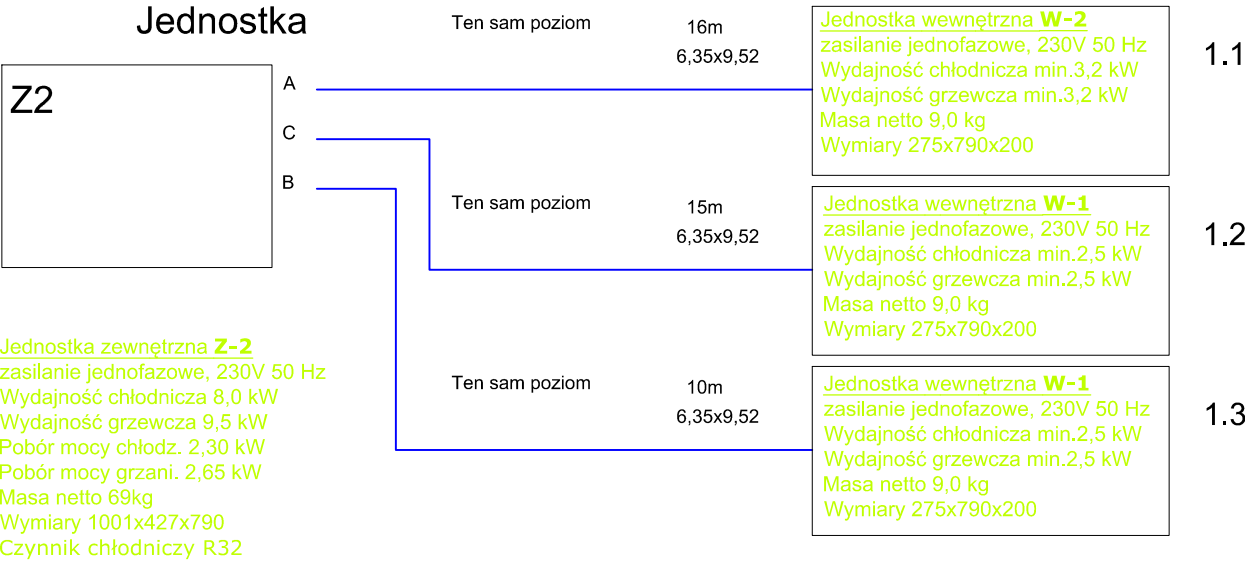 Jednostka
Z2
A
C
B
Ten sam poziom
16m
6,35x9,52
Jednostka wewnętrzna W-2
zasilanie jednofazowe, 230V 50 Hz
Wydajność chłodnicza min.3,2 kW
Wydajność grzewcza min.3,2 kW
Masa netto 9,0 kg
Wymiary 275x790x200
1.1
Ten sam poziom
15m
6,35x9,52
Jednostka wewnętrzna W-1
zasilanie jednofazowe, 230V 50 Hz
Wydajność chłodnicza min.2,5 kW
Wydajność grzewcza min.2,5 kW
Masa netto 9,0 kg
Wymiary 275x790x200
1.2
Ten sam poziom
10m
6,35x9,52
Jednostka wewnętrzna W-1
zasilanie jednofazowe, 230V 50 Hz
Wydajność chłodnicza min.2,5 kW
Wydajność grzewcza min.2,5 kW
Masa netto 9,0 kg
Wymiary 275x790x200
1.3
Jednostka zewnętrzna Z-2
zasilanie jednofazowe, 230V 50 Hz
Wydajność chłodnicza 8,0 kW
Wydajność grzewcza 9,5 kW
Pobór mocy chłodz. 2,30 kW
Pobór mocy grzani. 2,65 kW
Masa netto 69kg
Wymiary 1001x427x790
Czynnik chłodniczy R32